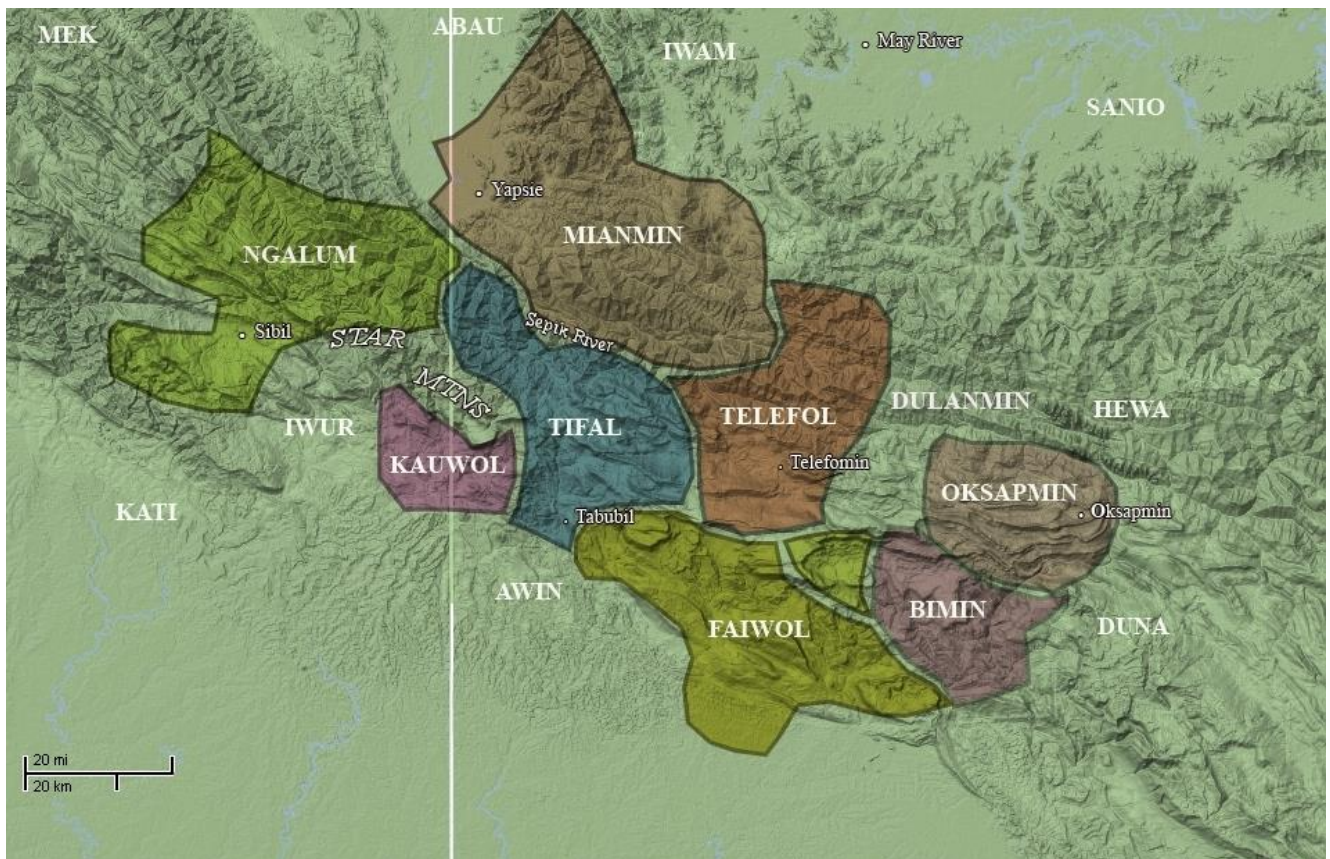 MEK
ABAU
IWAM
May River
SANIO
Yapsie
NGALUM
MIANMIN
Sibil
STAR
MTNS
Sepik River
IWUR
KAUWOL
TIFAL
TELEFOL
Telefomin
DULANMIN
HEWA
OKSAPMIN
Oksapmin
KATI
Tabubil
AWIN
FAIWOL
BIMIN
DUNA
20 mi
20 km